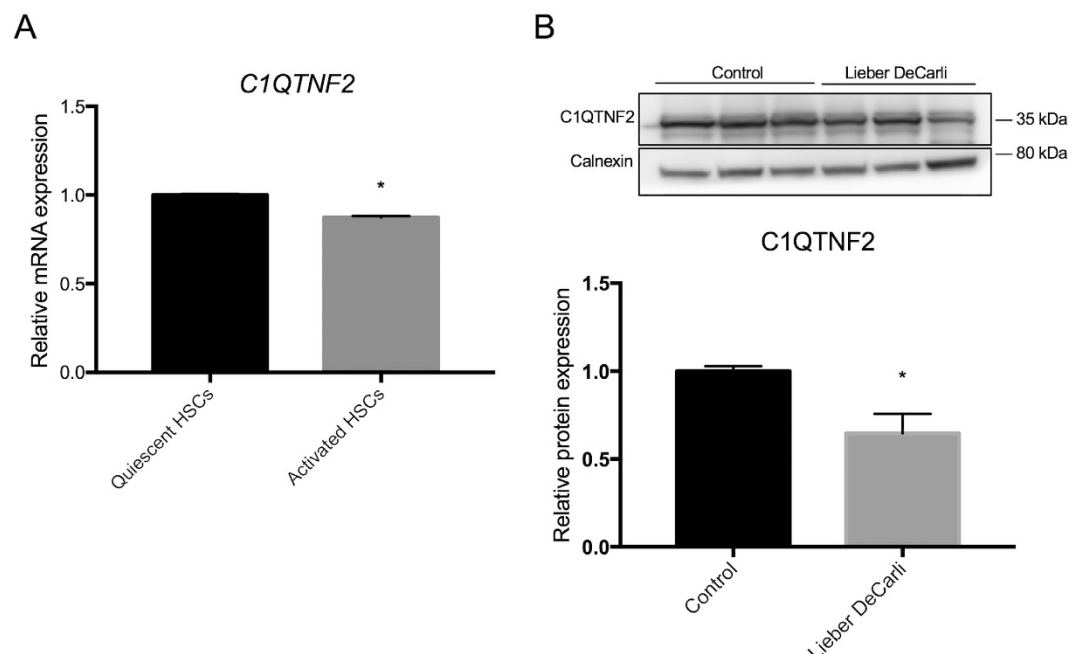 A
C1QTNF2
Relative mRNA expression
1.5
1.0
0.5
0.0
*
Quiescent HSCs
Activated HSCs
B
Control
Lieber DeCarli
C1QTNF2
35 kDa
Calnexin
80 kDa
C1QTNF2
Relative protein expression
1.5
1.0
0.5
0.0
*
Control
Lieber DeCarli